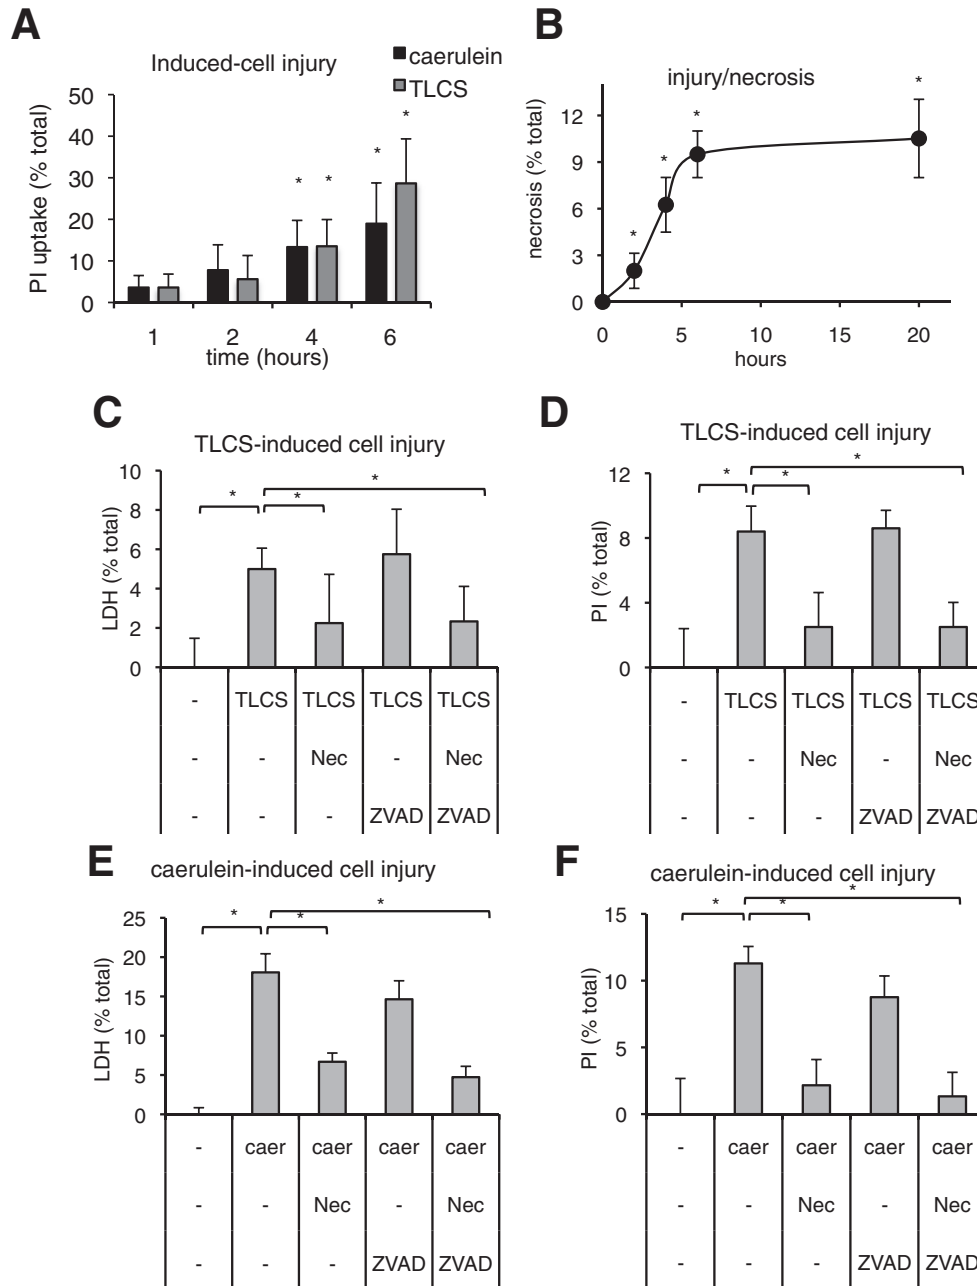 A
Induced-cell injury
caerulein
TLCS
PI uptake (% total)
50
40
30
20
10
0
* * * *
1 2 4 6
time (hours)
B
injury/necrosis
necrosis (% total)
12
9
6
3
0
* * * *
0 5 10 15 20
hours
C
TLCS-induced cell injury
LDH (% total)
10
8
6
4
2
0
* * *
- TLCS TLCS TLCS TLCS
- - Nec - Nec
- - - ZVAD ZVAD
D
TLCS-induced cell injury
PI (% total)
12
8
4
0
* * *
- TLCS TLCS TLCS TLCS
- - Nec - Nec
- - - ZVAD ZVAD
E
caerulein-induced cell injury
LDH (% total)
25
20
15
10
5
0
* * *
- caer caer caer caer
- - Nec - Nec
- - - ZVAD ZVAD
F
caerulein-induced cell injury
PI (% total)
15
10
5
0
* * *
- caer caer caer caer
- - Nec - Nec
- - - ZVAD ZVAD